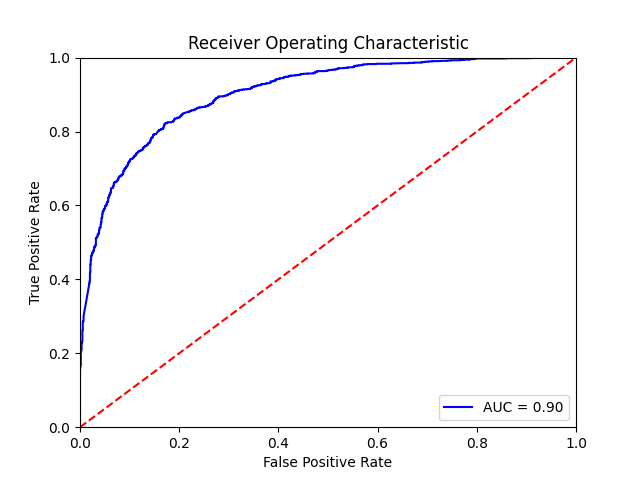 Receiver Operating Characteristic
1.0
0.8
0.6
0.4
0.2
0.0
True Positive Rate
AUC = 0.90
0.0 0.2 0.4 0.6 0.8 1.0
False Positive Rate